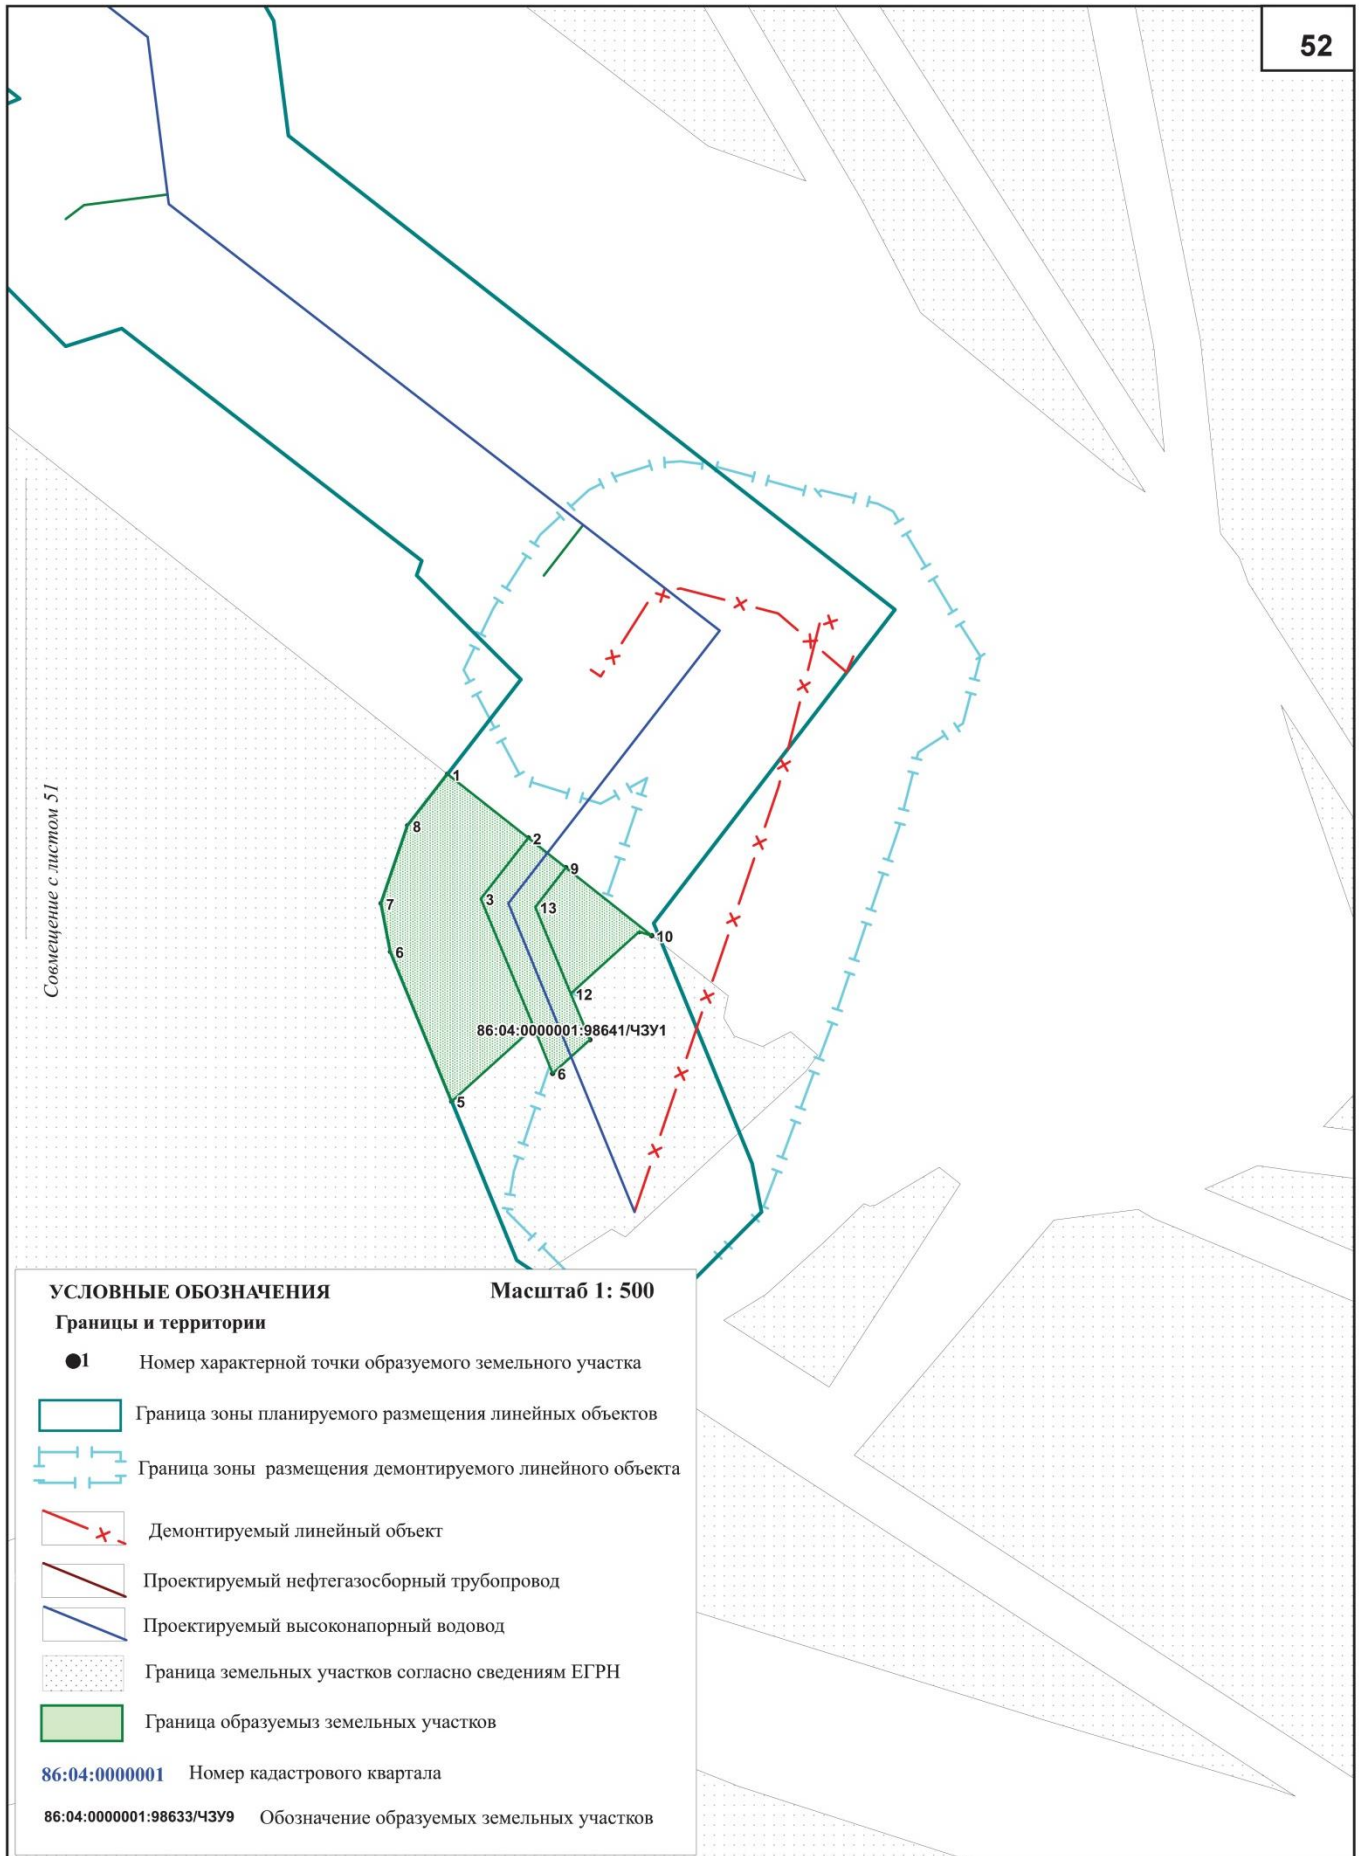 52
Совмещение с листом 51
1
8
2
9
7
3
13
10
6
12
86:04:0000001:98641/ЧЗУ1
6
5
УСЛОВНЫЕ ОБОЗНАЧЕНИЯ
Масштаб 1: 500
Границы и территории
1
Номер характерной точки образуемого земельного участка
Граница зоны планируемого размещения линейных объектов
Граница зоны размещения демонтируемого линейного объекта
Демонтируемый линейный объект
Проектируемый нефтегазосборный трубопровод
Проектируемый высоконапорный водовод
Граница земельных участков согласно сведениям ЕГРН
Граница образуемыз земельных участков
86:04:0000001 Номер кадастрового квартала
86:04:0000001:98633/ЧЗУ9 Обозначение образуемых земельных участков